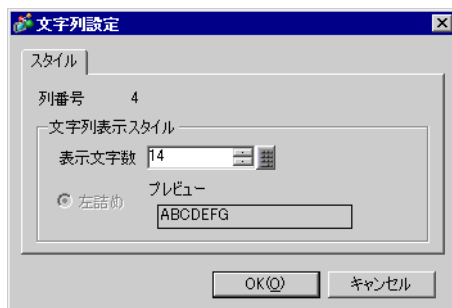 文字列設定
スタイル
列番号 4
文字列表示スタイル
表示文字数 14
左詰め
プレビュー
ABCDEFG
OK(O) キャンセル